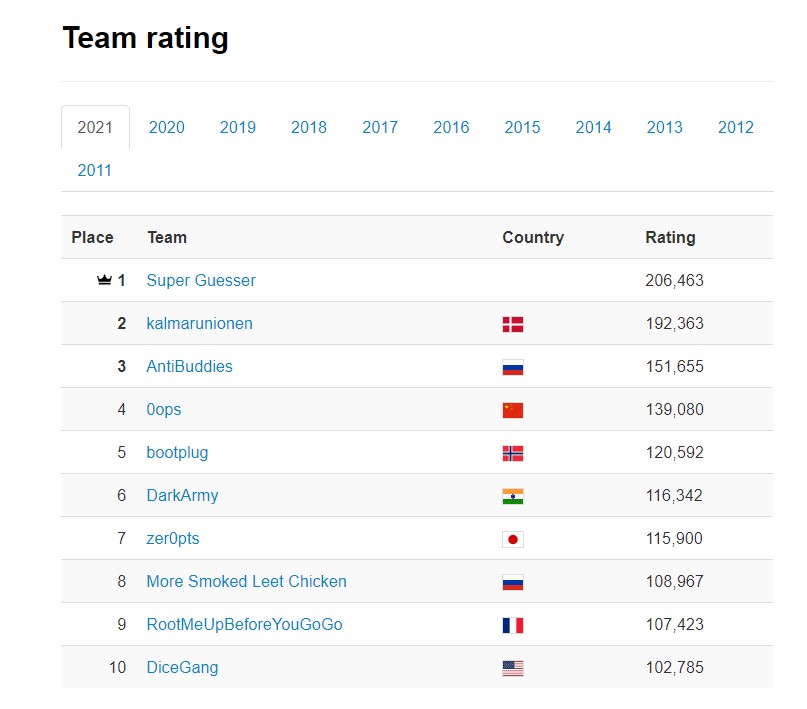 Team rating
2021 2020 2019 2018 2017 2016 2015 2014 2013 2012
2011
Place Team Country Rating
1 Super Guesser 206,463
2 kalmarunionen 192,363
3 AntiBuddies 151,655
4 0ops 139,080
5 bootplug 120,592
6 DarkArmy 116,342
7 zer0pts 115,900
8 More Smoked Leet Chicken 108,967
9 RootMeUpBeforeYouGoGo 107,423
10 DiceGang 102,785